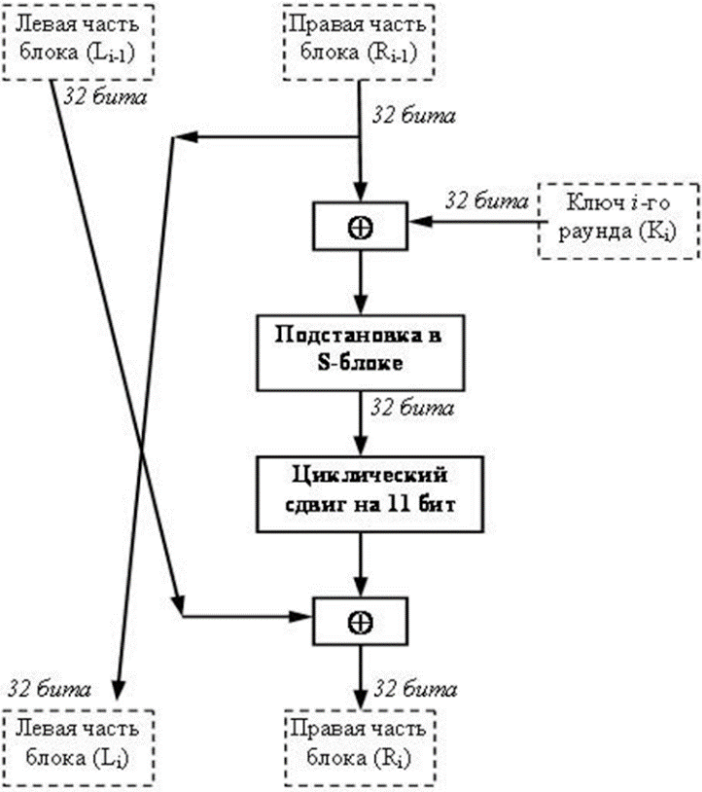 Левая часть
блока (Li-1)
Правая часть
блока (Ri-1)
32 бита
32 бита
32 бита
Ключ i-го
раунда (Ki)
⊕
Подстановка в
S-блоке
32 бита
Циклический
сдвиг на 11 бит
⊕
32 бита
32 бита
Левая часть
блока (Li)
Правая часть
блока (Ri)